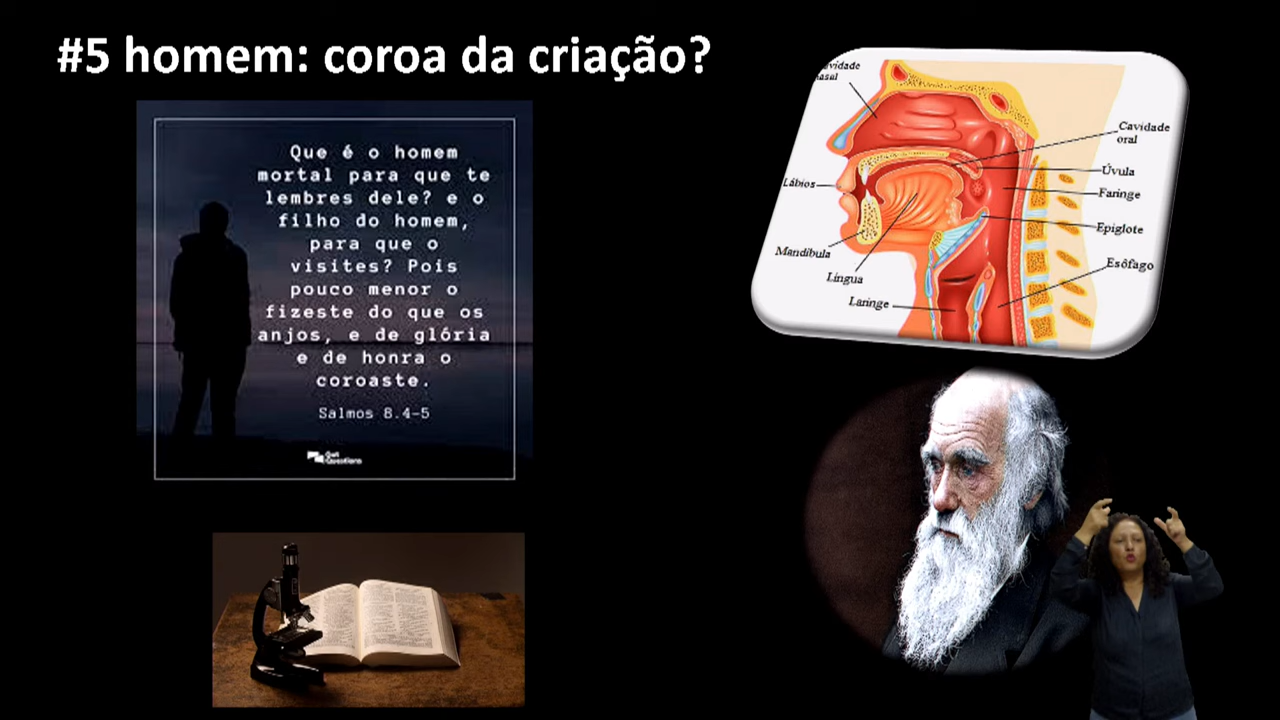 #5 homem: coroa da criação?
Que é o homem
mortal para que te
lembres dele? e o
filho do homem,
para que o
visites? Pois
pouco menor o
fizeste do que os
anjos, e de glória
e de honra o
coroaste.
Salmos 8.4-5
Got
Questions
Cavidade
oral
Úvula
Lábios
Faringe
Epiglote
Mandíbula
Esôfago
Língua
Laringe